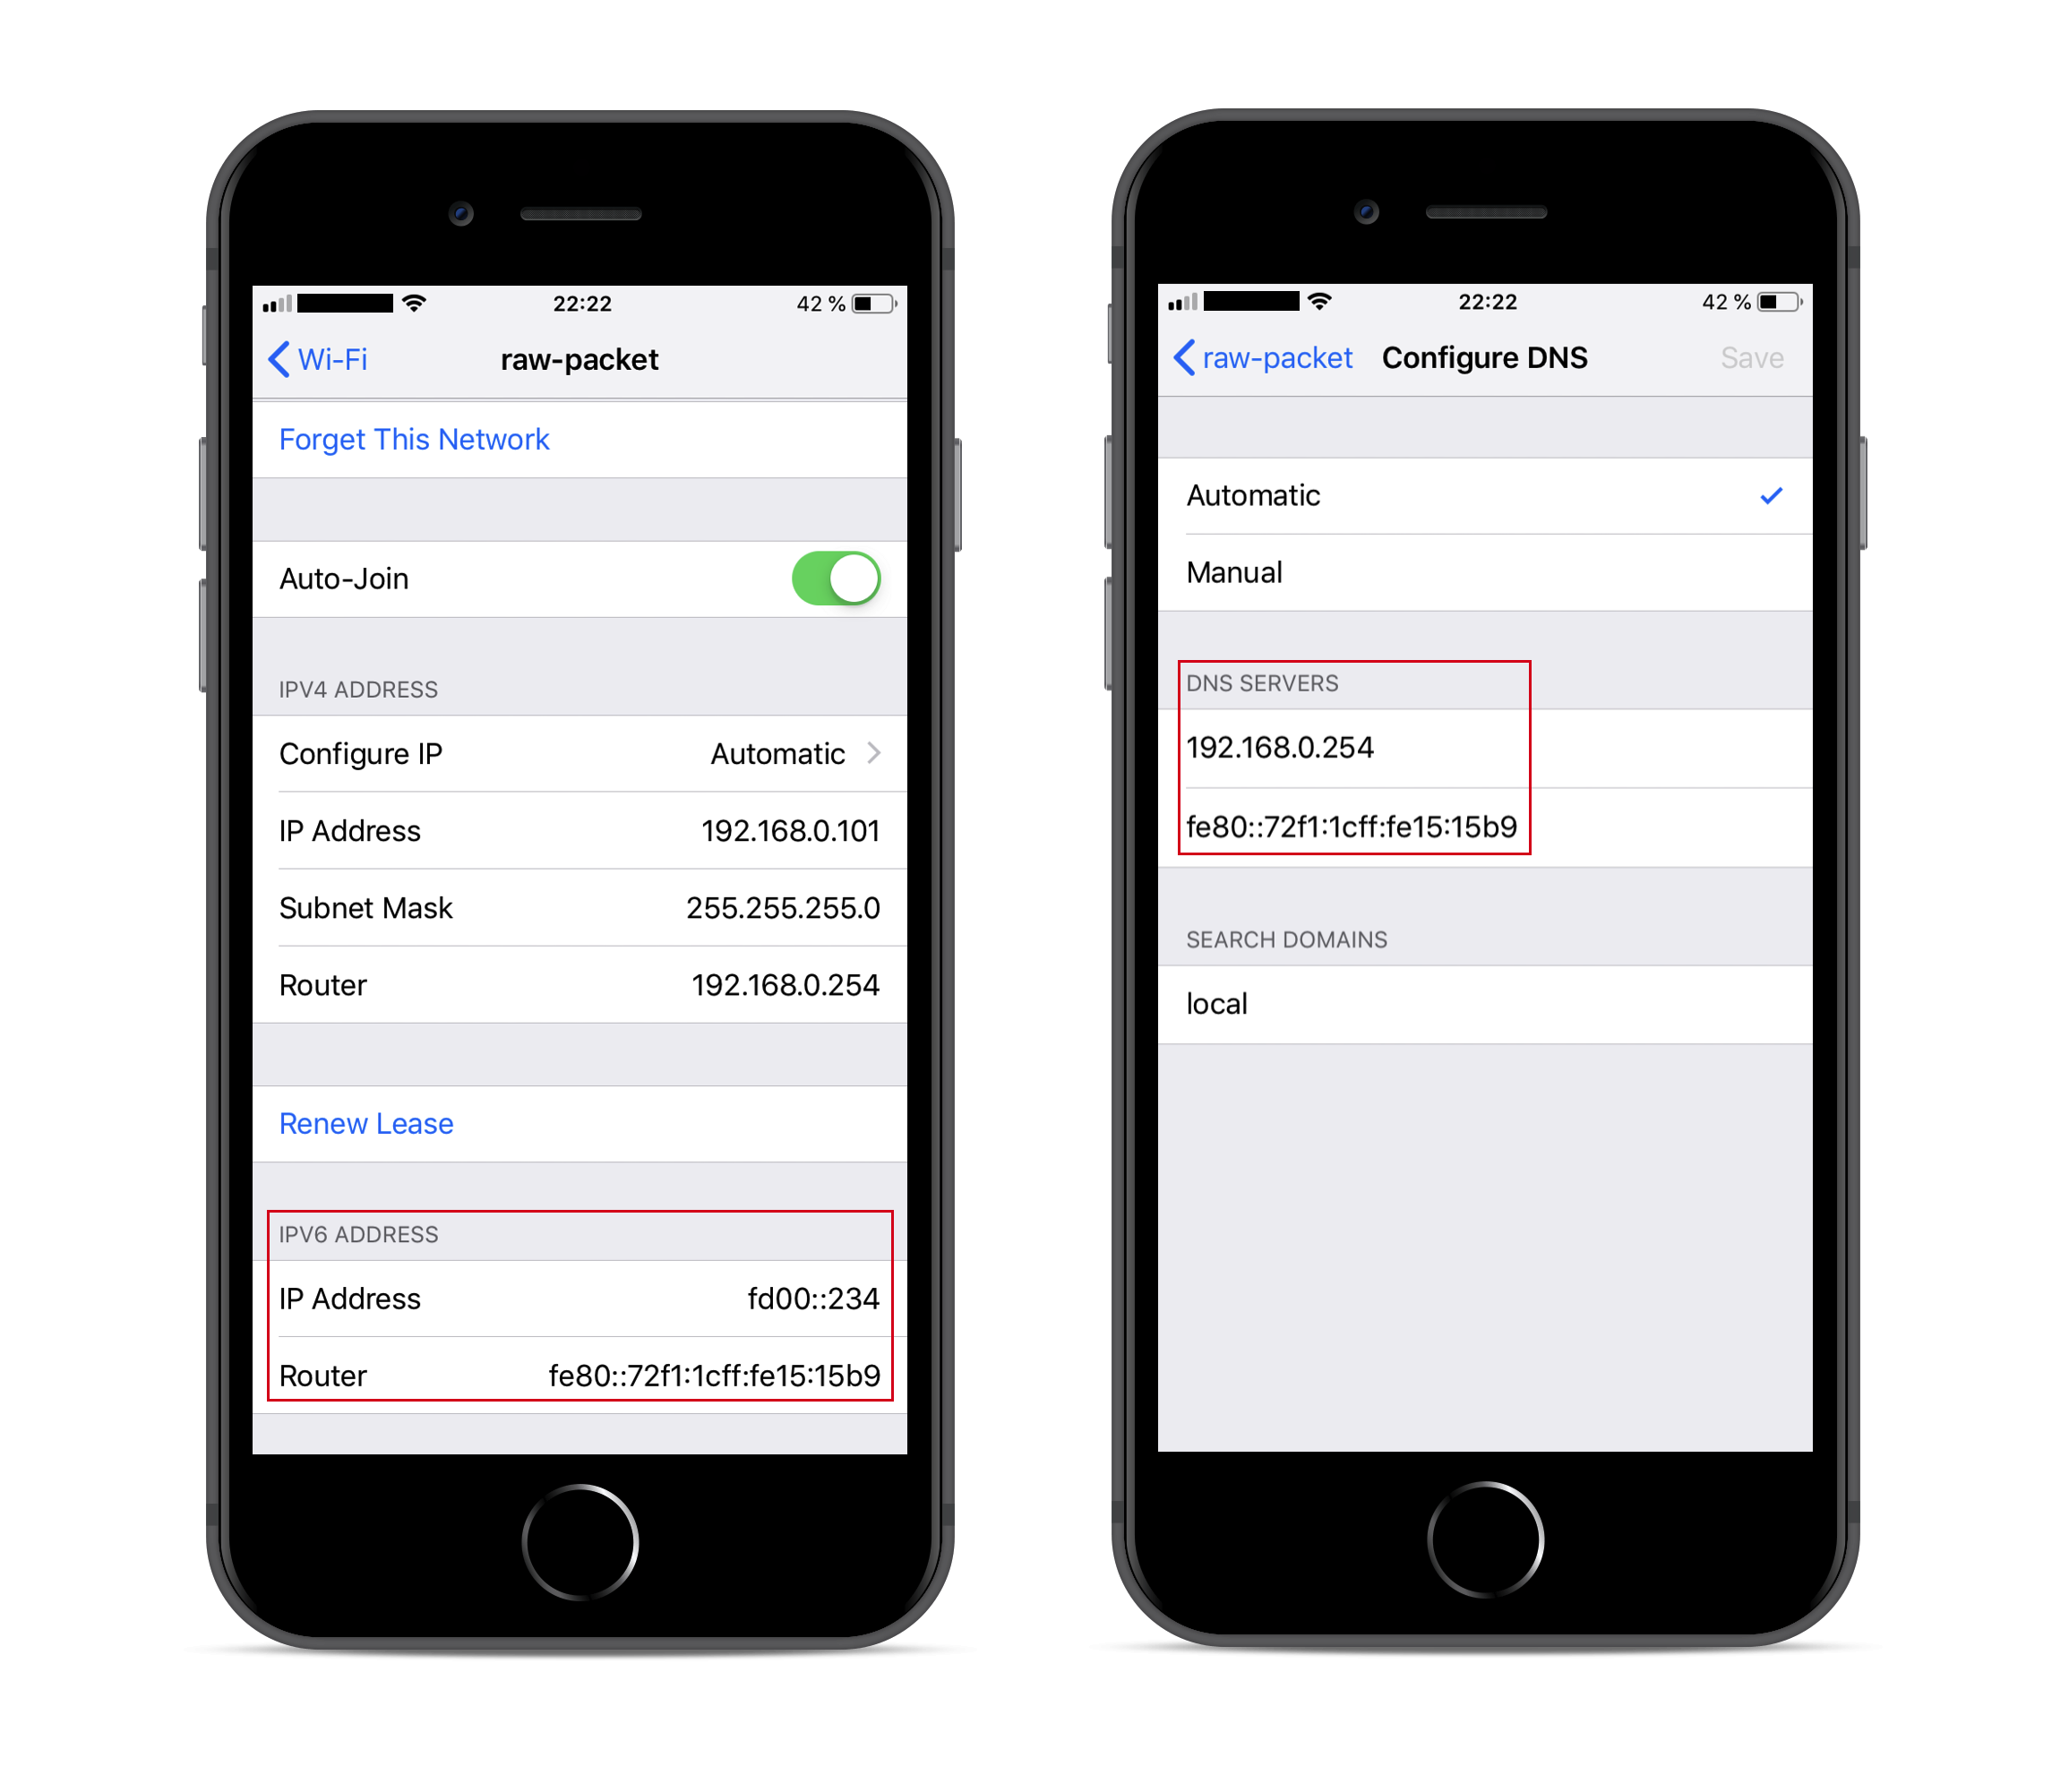 22:22
42 %
Wi-Fi
raw-packet
Forget This Network
Auto-Join
IPV4 ADDRESS
Configure IP Automatic
IP Address 192.168.0.101
Subnet Mask 255.255.255.0
Router 192.168.0.254
Renew Lease
IPV6 ADDRESS
IP Address fd00::234
Router fe80::72f1:1cff:fe15:15b9
22:22
42 %
raw-packet
Configure DNS
Save
Automatic
Manual
DNS SERVERS
192.168.0.254
fe80::72f1:1cff:fe15:15b9
SEARCH DOMAINS
local